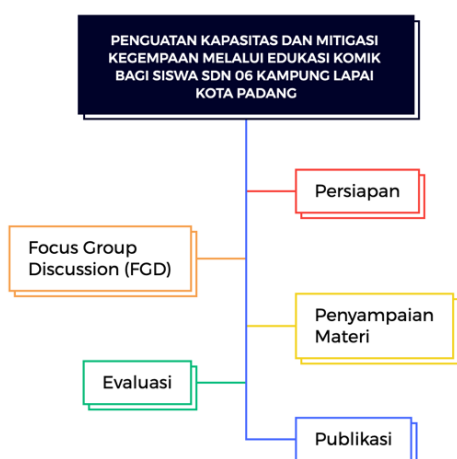 PENGUATAN KAPASITAS DAN MITIGASI
KEGEMPAAN MELALUI EDUKASI KOMIK
BAGI SISWA SDN 06 KAMPUNG LAPAI
KOTA PADANG
Persiapan
Focus Group
Discussion (FGD)
Penyampaian
Materi
Evaluasi
Publikasi